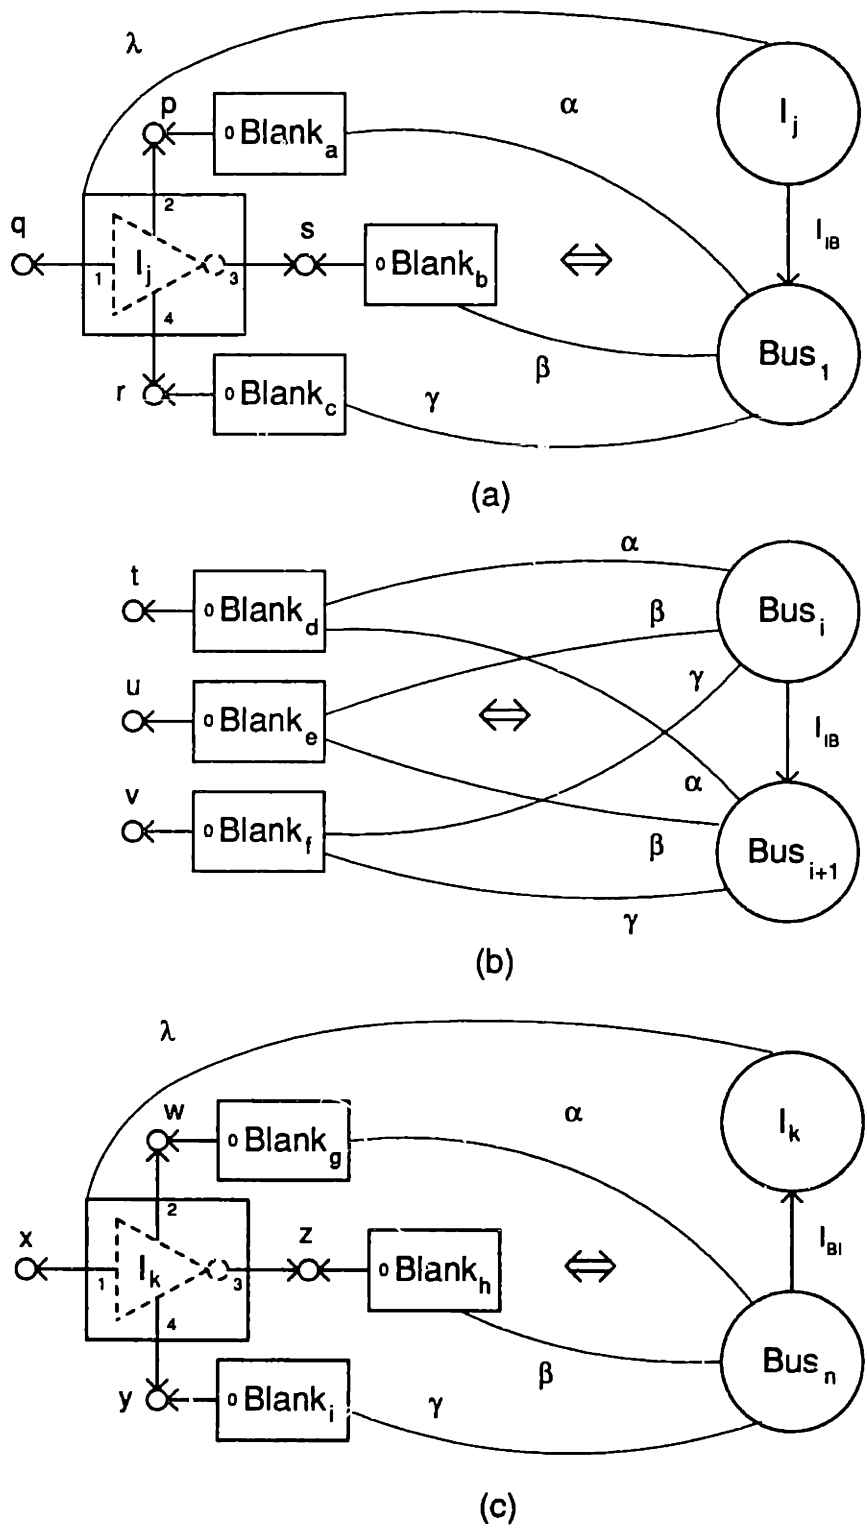 λ
p
o Blank_a
α
I_j
2
q
s
1
I_j
3
o Blank_b
⇔
I_IB
4
β
Bus_1
r
o Blank_c
γ
(a)
α
t
o Blank_d
β
Bus_i
u
γ
o Blank_e
⇔
I_IB
v
α
o Blank_f
β
Bus_i+1
γ
(b)
λ
w
o Blank_g
α
I_k
2
x
z
1
I_k
3
o Blank_h
⇔
I_BI
4
β
Bus_n
y
o Blank_i
γ
(c)